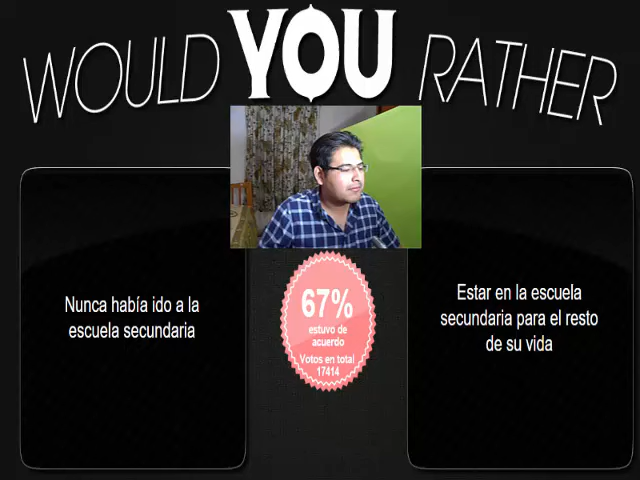 WOULD YOU RATHER
Nunca había ido a la
escuela secundaria
67%
estuvo de
acuerdo
Votos en total
17414
Estar en la escuela
secundaria para el resto
de su vida